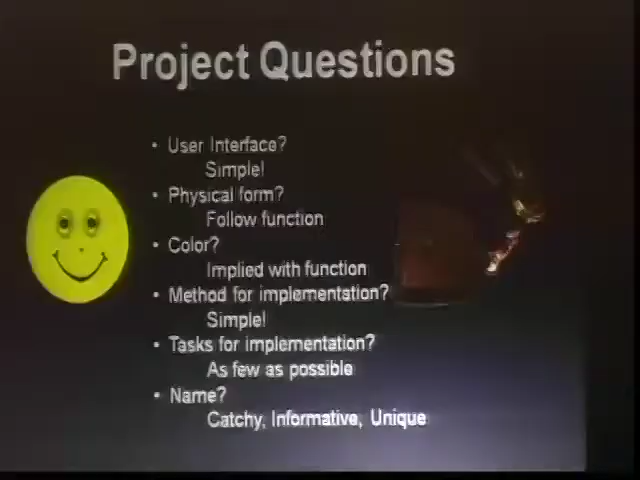 Project Questions
• User Interface?
Simple!
• Physical form?
Follow function
• Color?
Implied with function
• Method for implementation?
Simple!
• Tasks for implementation?
As few as possible
• Name?
Catchy, Informative, Unique